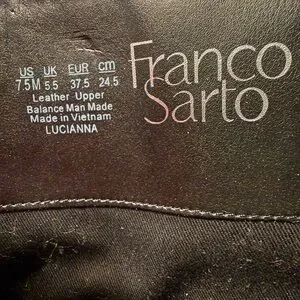 US UK EUR cm
7.5M 5.5 37.5 24.5
Leather Upper
Balance Man Made
Made in Vietnam
LUCIANNA
Franco
Sarto